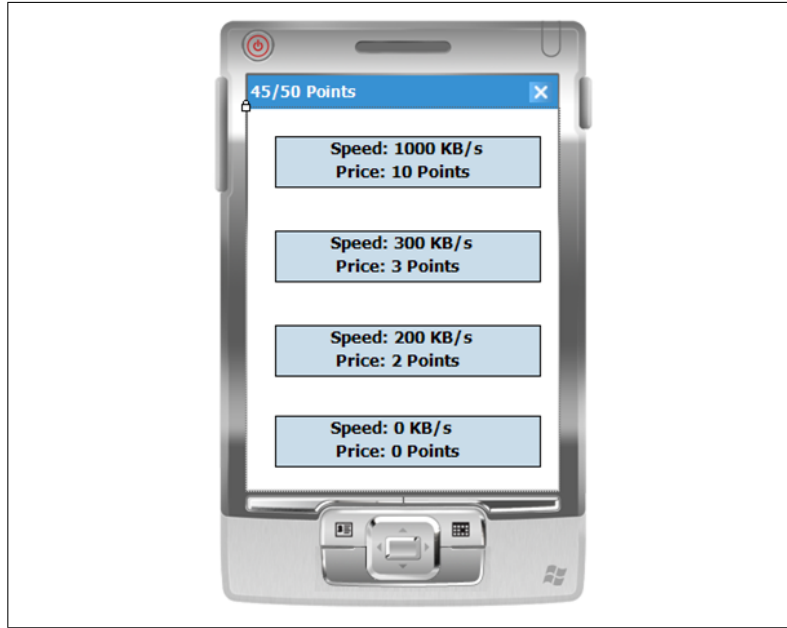 45/50 Points
Speed: 1000 KB/s
Price: 10 Points
Speed: 300 KB/s
Price: 3 Points
Speed: 200 KB/s
Price: 2 Points
Speed: 0 KB/s
Price: 0 Points